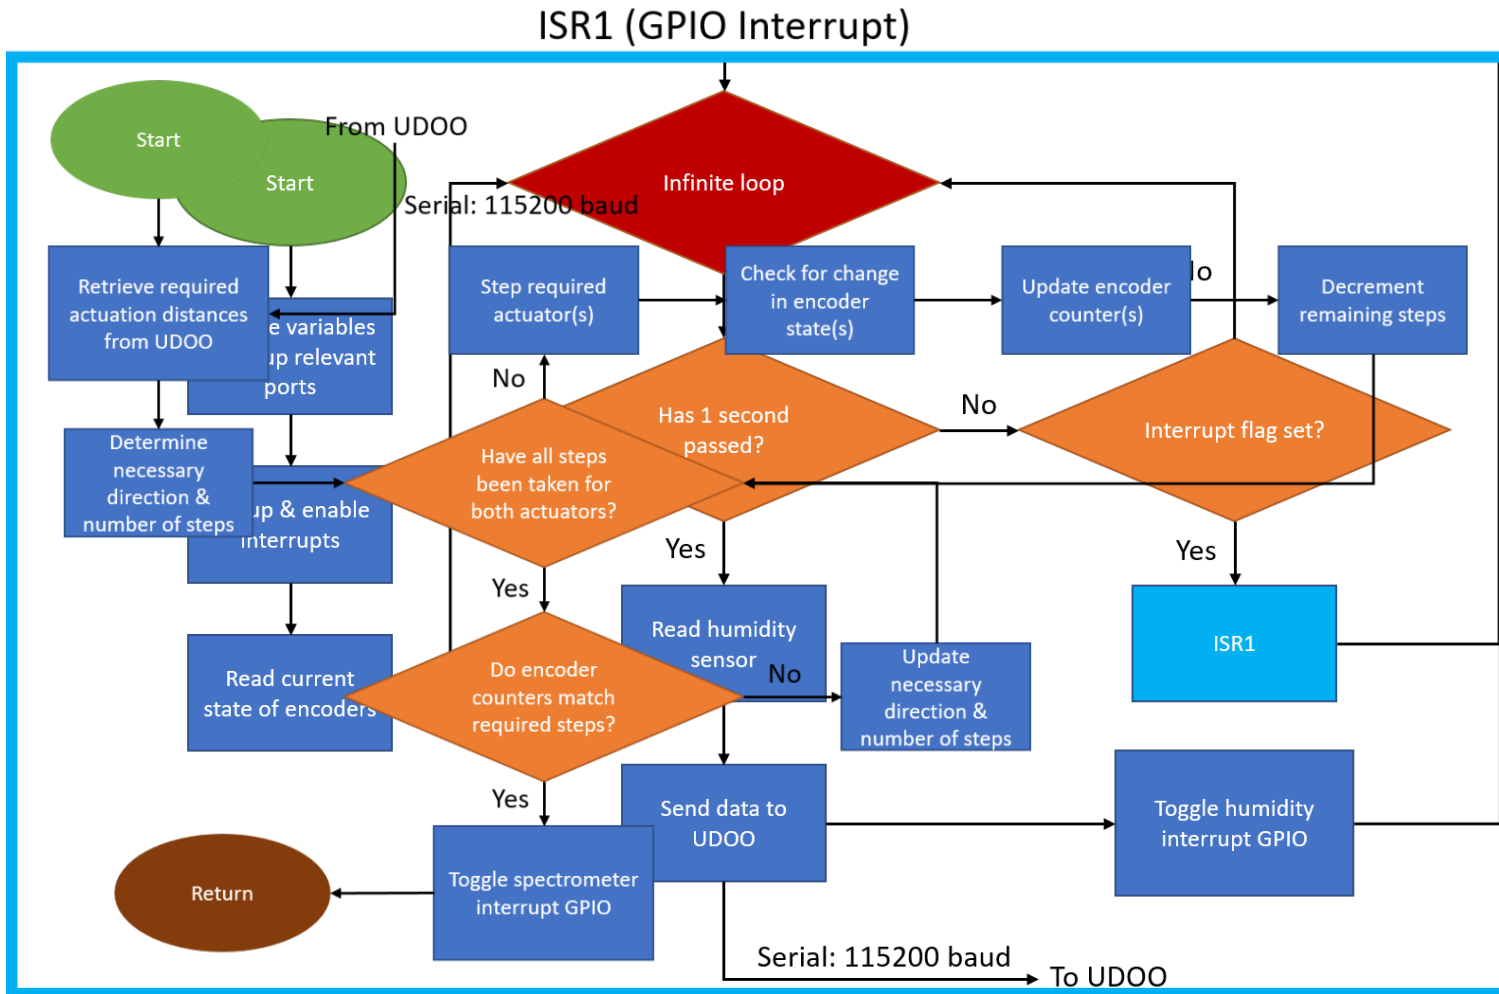 ISR1 (GPIO Interrupt)
Start
From UDOO
Start
Infinite loop
Serial: 115200 baud
Retrieve required
actuation distances
from UDOO
variables
relevant
ports
Step required
actuator(s)
Check for change
in encoder
state(s)
Update encoder
counter(s)
Decrement
remaining steps
No
Has 1 second
passed?
No
Interrupt flag set?
Determine
necessary
direction &
number of steps
up & enable
interrupts
Have all steps
been taken for
both actuators?
Yes
Yes
Yes
Read current
state of encoders
Do encoder
counters match
required steps?
Read humidity
sensor
No
Update
necessary
direction &
number of steps
ISR1
Yes
Send data to
UDOO
Toggle humidity
interrupt GPIO
Return
Toggle spectrometer
interrupt GPIO
Serial: 115200 baud
To UDOO